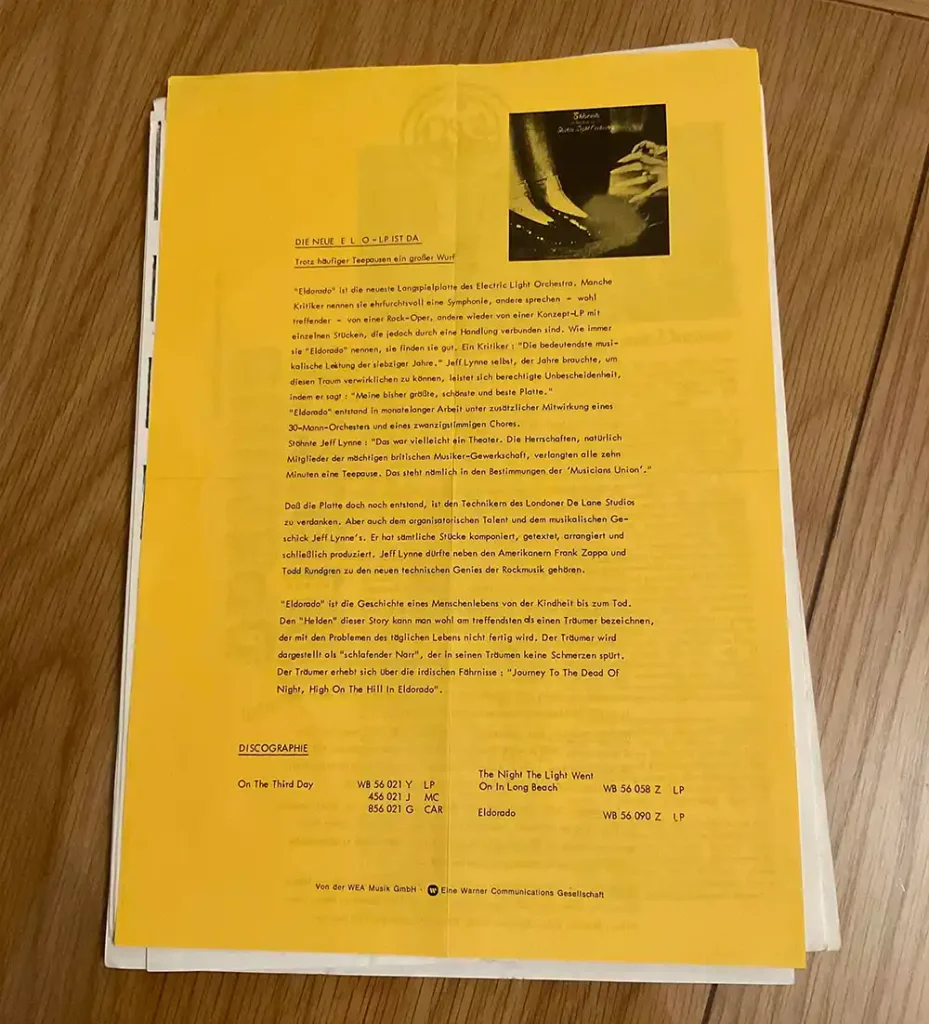 Eldorado
Electric Light Orchestra
DIE NEUE E L O - LP IST DA
Trotz häufiger Teepausen ein großer Wurf
"Eldorado" ist die neueste Langspielplatte des Electric Light Orchestra. Manche
Kritiker nennen sie ehrfurchtsvoll eine Symphonie, andere sprechen - wohl
treffender - von einer Rock-Oper, andere wieder von einer Konzept-LP mit
einzelnen Stücken, die jedoch durch eine Handlung verbunden sind. Wie immer
sie "Eldorado" nennen, sie finden sie gut. Ein Kritiker : "Die bedeutendste musi-
kalische Leistung der siebziger Jahre." Jeff Lynne selbst, der Jahre brauchte, um
diesen Traum verwirklichen zu können, leistet sich berechtigte Unbescheidenheit,
indem er sagt : "Meine bisher größte, schönste und beste Platte."
"Eldorado" entstand in monatelanger Arbeit unter zusätzlicher Mitwirkung eines
30-Mann-Orchesters und eines zwanzigstimmigen Chores.
Stöhnte Jeff Lynne : "Das war vielleicht ein Theater. Die Herrschaften, natürlich
Mitglieder der mächtigen britischen Musiker-Gewerkschaft, verlangten alle zehn
Minuten eine Teepause. Das steht nämlich in den Bestimmungen der 'Musicians Union'."
Daß die Platte doch noch entstand, ist den Technikern des Londoner De Lane Studios
zu verdanken. Aber auch dem organisatorischen Talent und dem musikalischen Ge-
schick Jeff Lynne's. Er hat sämtliche Stücke komponiert, getextet, arrangiert und
schließlich produziert. Jeff Lynne dürfte neben den Amerikanern Frank Zappa und
Todd Rundgren zu den neuen technischen Genies der Rockmusik gehören.
"Eldorado" ist die Geschichte eines Menschenlebens von der Kindheit bis zum Tod.
Den "Helden" dieser Story kann man wohl am treffendsten als einen Träumer bezeichnen,
der mit den Problemen des täglichen Lebens nicht fertig wird. Der Träumer wird
dargestellt als "schlafender Narr", der in seinen Träumen keine Schmerzen spürt.
Der Träumer erhebt sich über die irdischen Fährnisse : "Journey To The Dead Of
Night, High On The Hill In Eldorado".
DISCOGRAPHIE
On The Third Day WB 56 021 Y LP
456 021 J MC
856 021 G CAR
The Night The Light Went
On In Long Beach WB 56 058 Z LP
Eldorado WB 56 090 Z LP
Von der WEA Musik GmbH - W Eine Warner Communications Gesellschaft